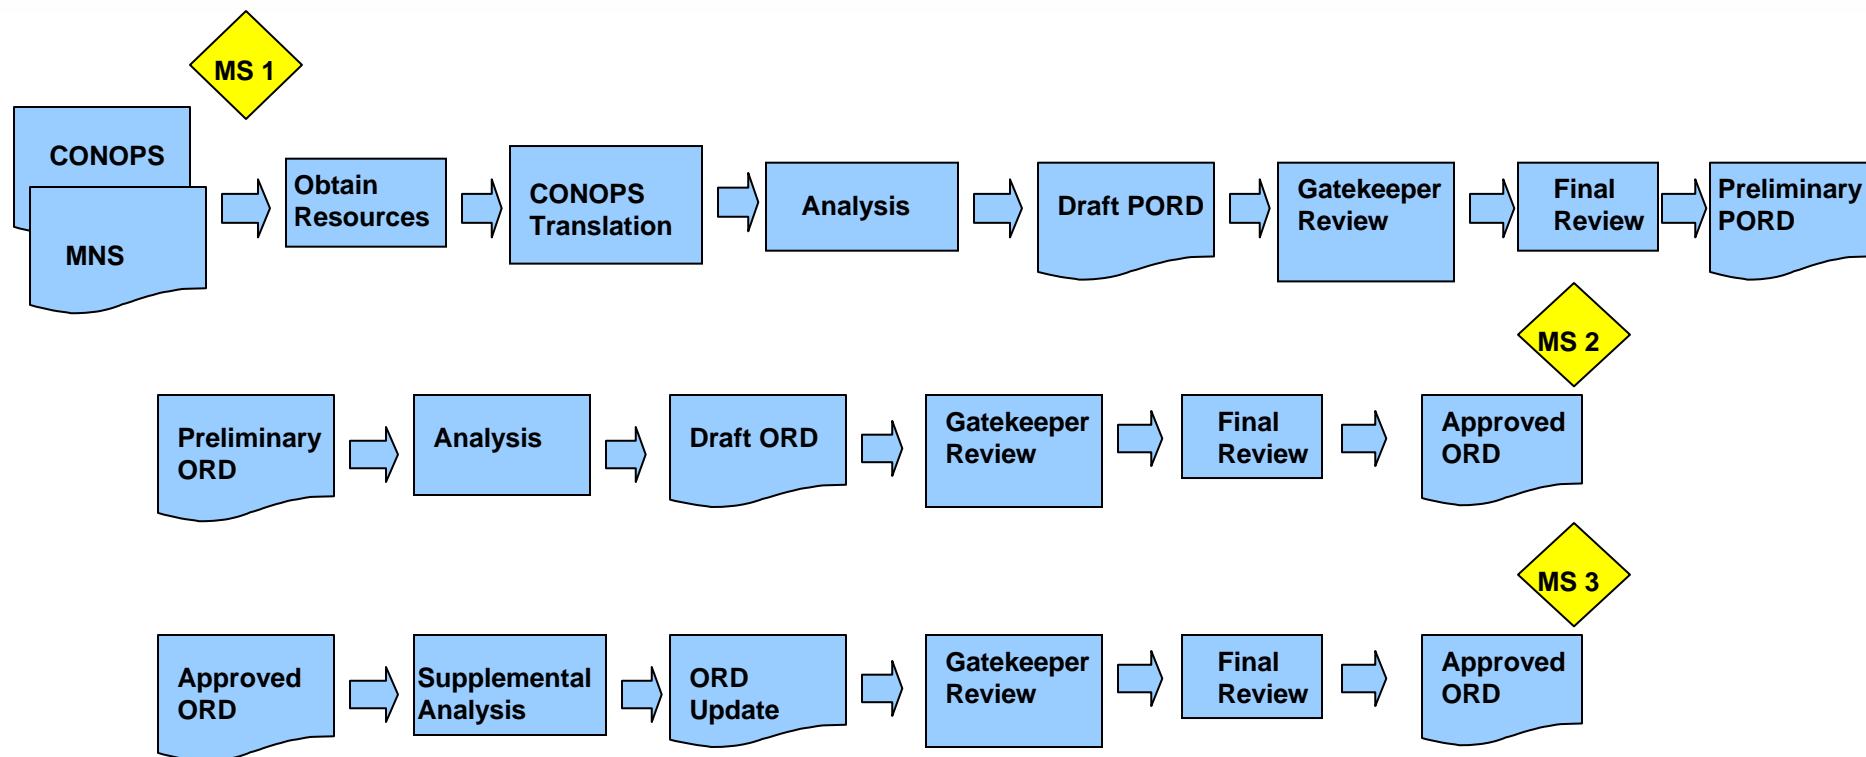 MS 1
CONOPS
MNS
Obtain
Resources
CONOPS
Translation
Analysis
Draft PORD
Gatekeeper
Review
Final
Review
Preliminary
PORD
MS 2
Preliminary
ORD
Analysis
Draft ORD
Gatekeeper
Review
Final
Review
Approved
ORD
MS 3
Approved
ORD
Supplemental
Analysis
ORD
Update
Gatekeeper
Review
Final
Review
Approved
ORD